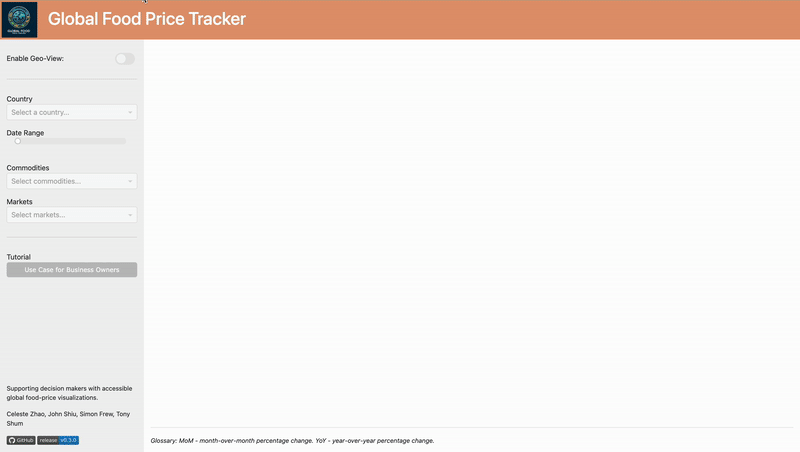 Global Food Price Tracker
Enable Geo-View:
Country
Select a country...
Date Range
Commodities
Select commodities...
Markets
Select markets...
Tutorial
Use Case for Business Owners
Supporting decision makers with accessible
global food-price visualizations.
Celeste Zhao, John Shiu, Simon Frew, Tony
Shum
GitHub release v0.3.0
Glossary: MoM - month-over-month percentage change. YoY - year-over-year percentage change.